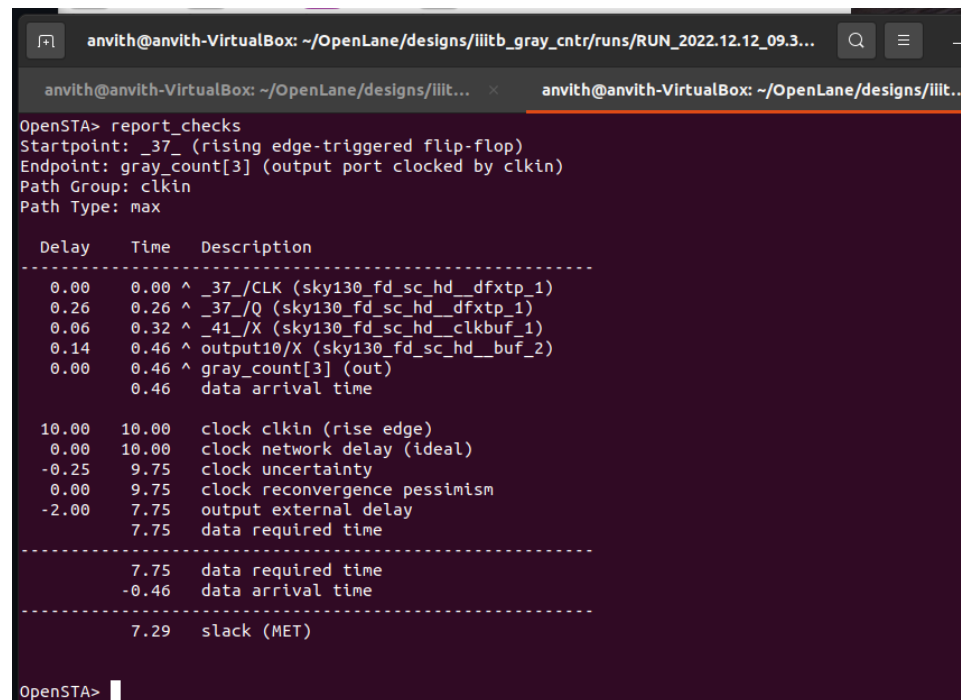 anvith@anvith-VirtualBox: ~/OpenLane/designs/iiitb_gray_cntr/runs/RUN_2022.12.12_09.3...
anvith@anvith-VirtualBox: ~/OpenLane/designs/iiit... × anvith@anvith-VirtualBox: ~/OpenLane/designs/iiit...
OpenSTA> report_checks
Startpoint: _37_ (rising edge-triggered flip-flop)
Endpoint: gray_count[3] (output port clocked by clkin)
Path Group: clkin
Path Type: max
Delay Time Description
-----------------------------------------------------------
0.00 0.00 ^ _37_/CLK (sky130_fd_sc_hd__dfxtp_1)
0.26 0.26 ^ _37_/Q (sky130_fd_sc_hd__dfxtp_1)
0.06 0.32 ^ _41_/X (sky130_fd_sc_hd__clkbuf_1)
0.14 0.46 ^ output10/X (sky130_fd_sc_hd__buf_2)
0.00 0.46 ^ gray_count[3] (out)
0.46 data arrival time
10.00 10.00 clock clkin (rise edge)
0.00 10.00 clock network delay (ideal)
-0.25 9.75 clock uncertainty
0.00 9.75 clock reconvergence pessimism
-2.00 7.75 output external delay
7.75 data required time
-----------------------------------------------------------
7.75 data required time
-0.46 data arrival time
-----------------------------------------------------------
7.29 slack (MET)
OpenSTA>